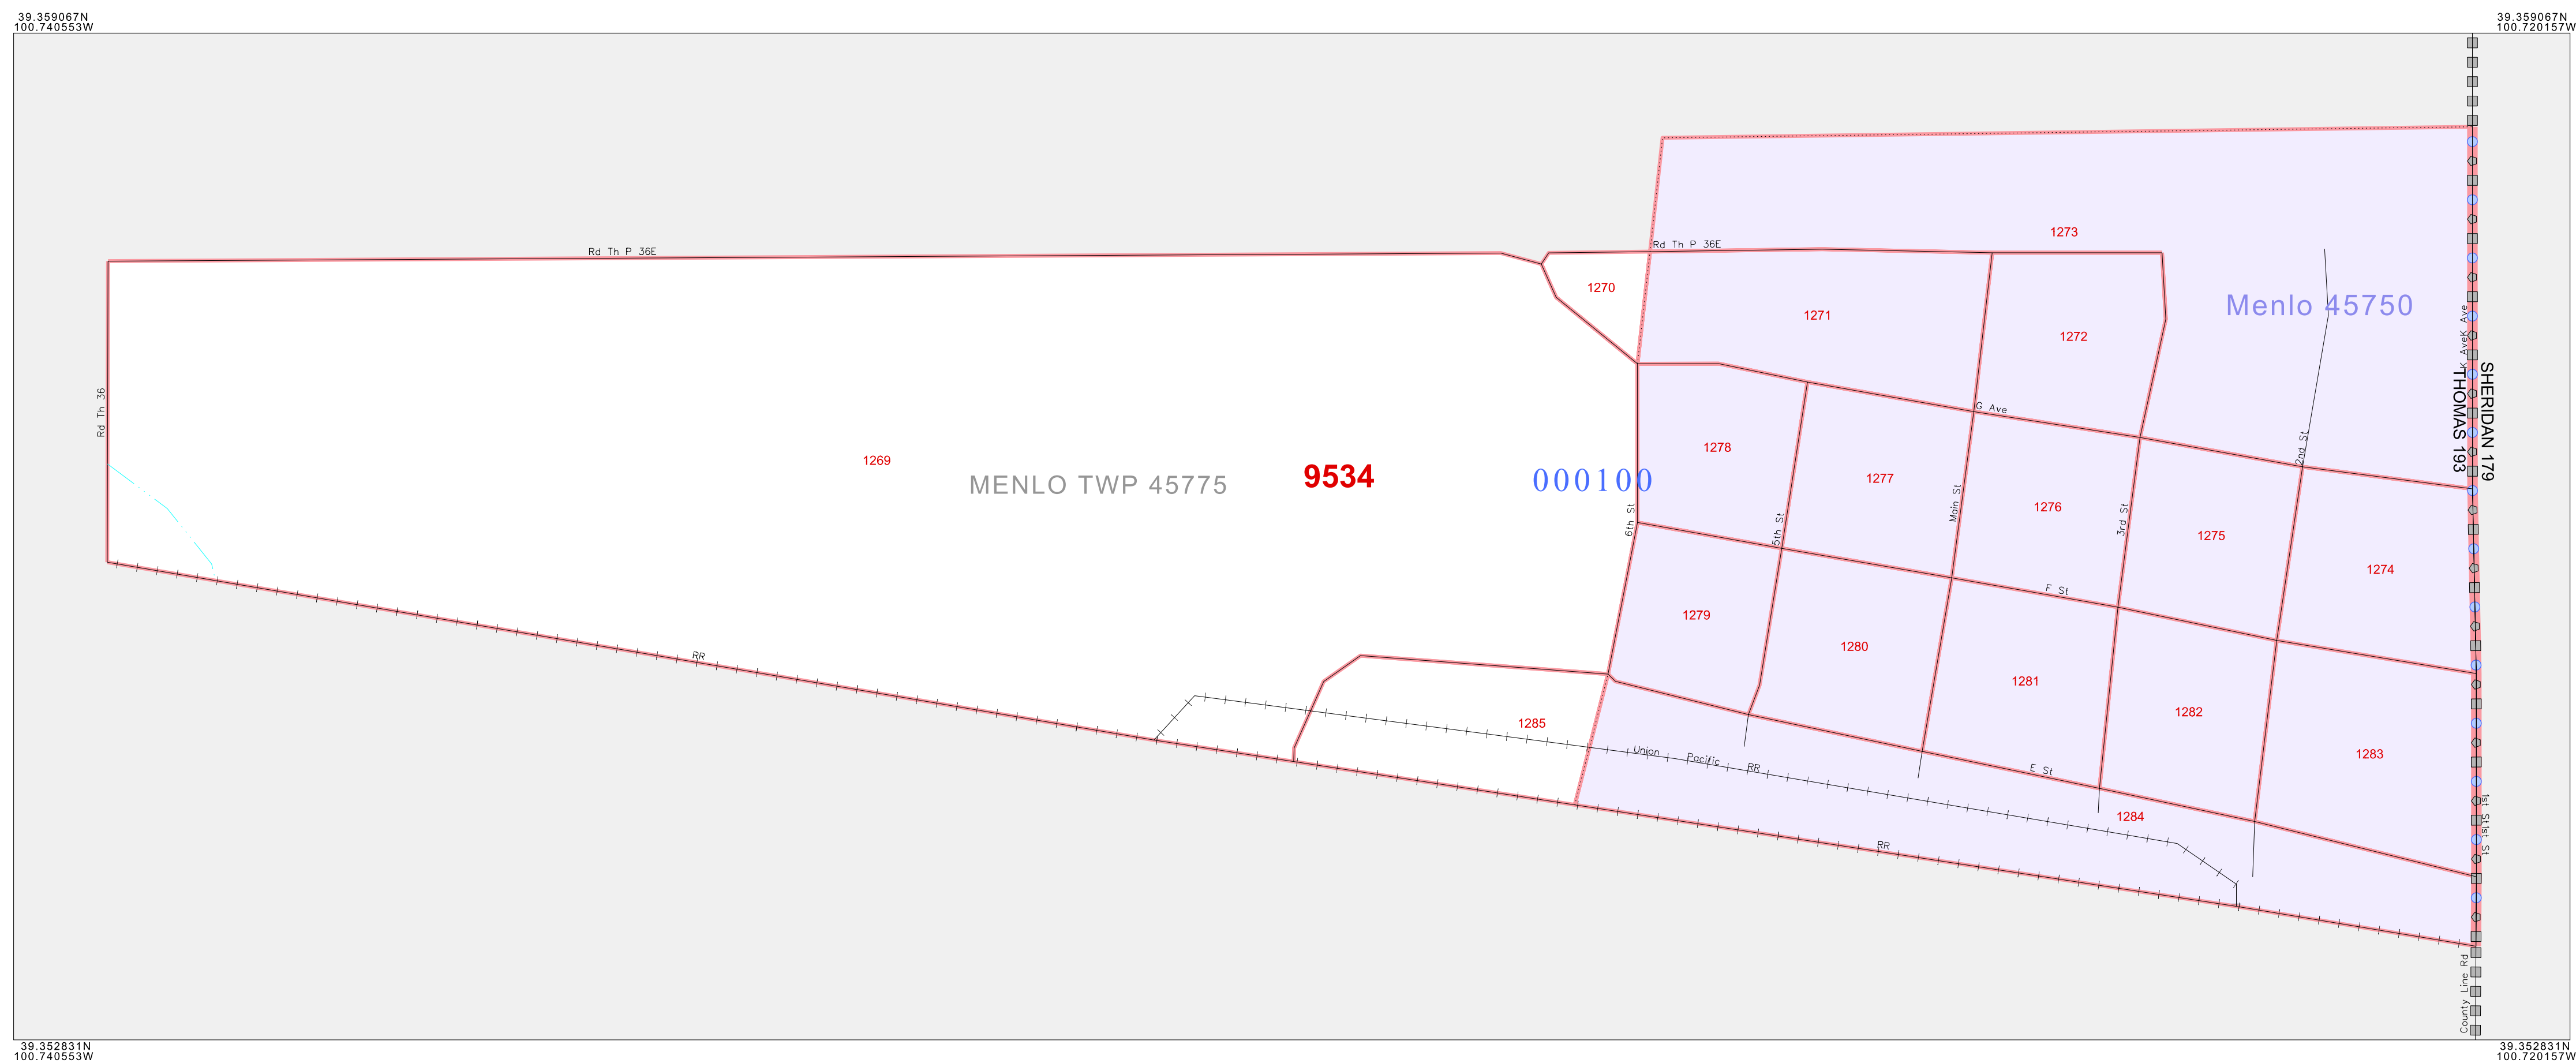 39.359067N
100.740553W
39.359067N
100.720157W
1273
Rd Th P 36E
Rd Th P 36E
1270
Menlo 45750
1271
1272
K Ave
K Ave
SHERIDAN 179
THOMAS 193
Rd Th 36
G Ave
2nd St
1278
1269
MENLO TWP 45775
9534
000100
1277
Main St
1276
3rd St
6th St
5th St
1275
1274
F St
1279
1280
RR
1281
1282
1285
Union Pacific RR
1283
E St
1284
1st St
1st St
RR
County Line Rd
39.352831N
100.740553W
39.352831N
100.720157W